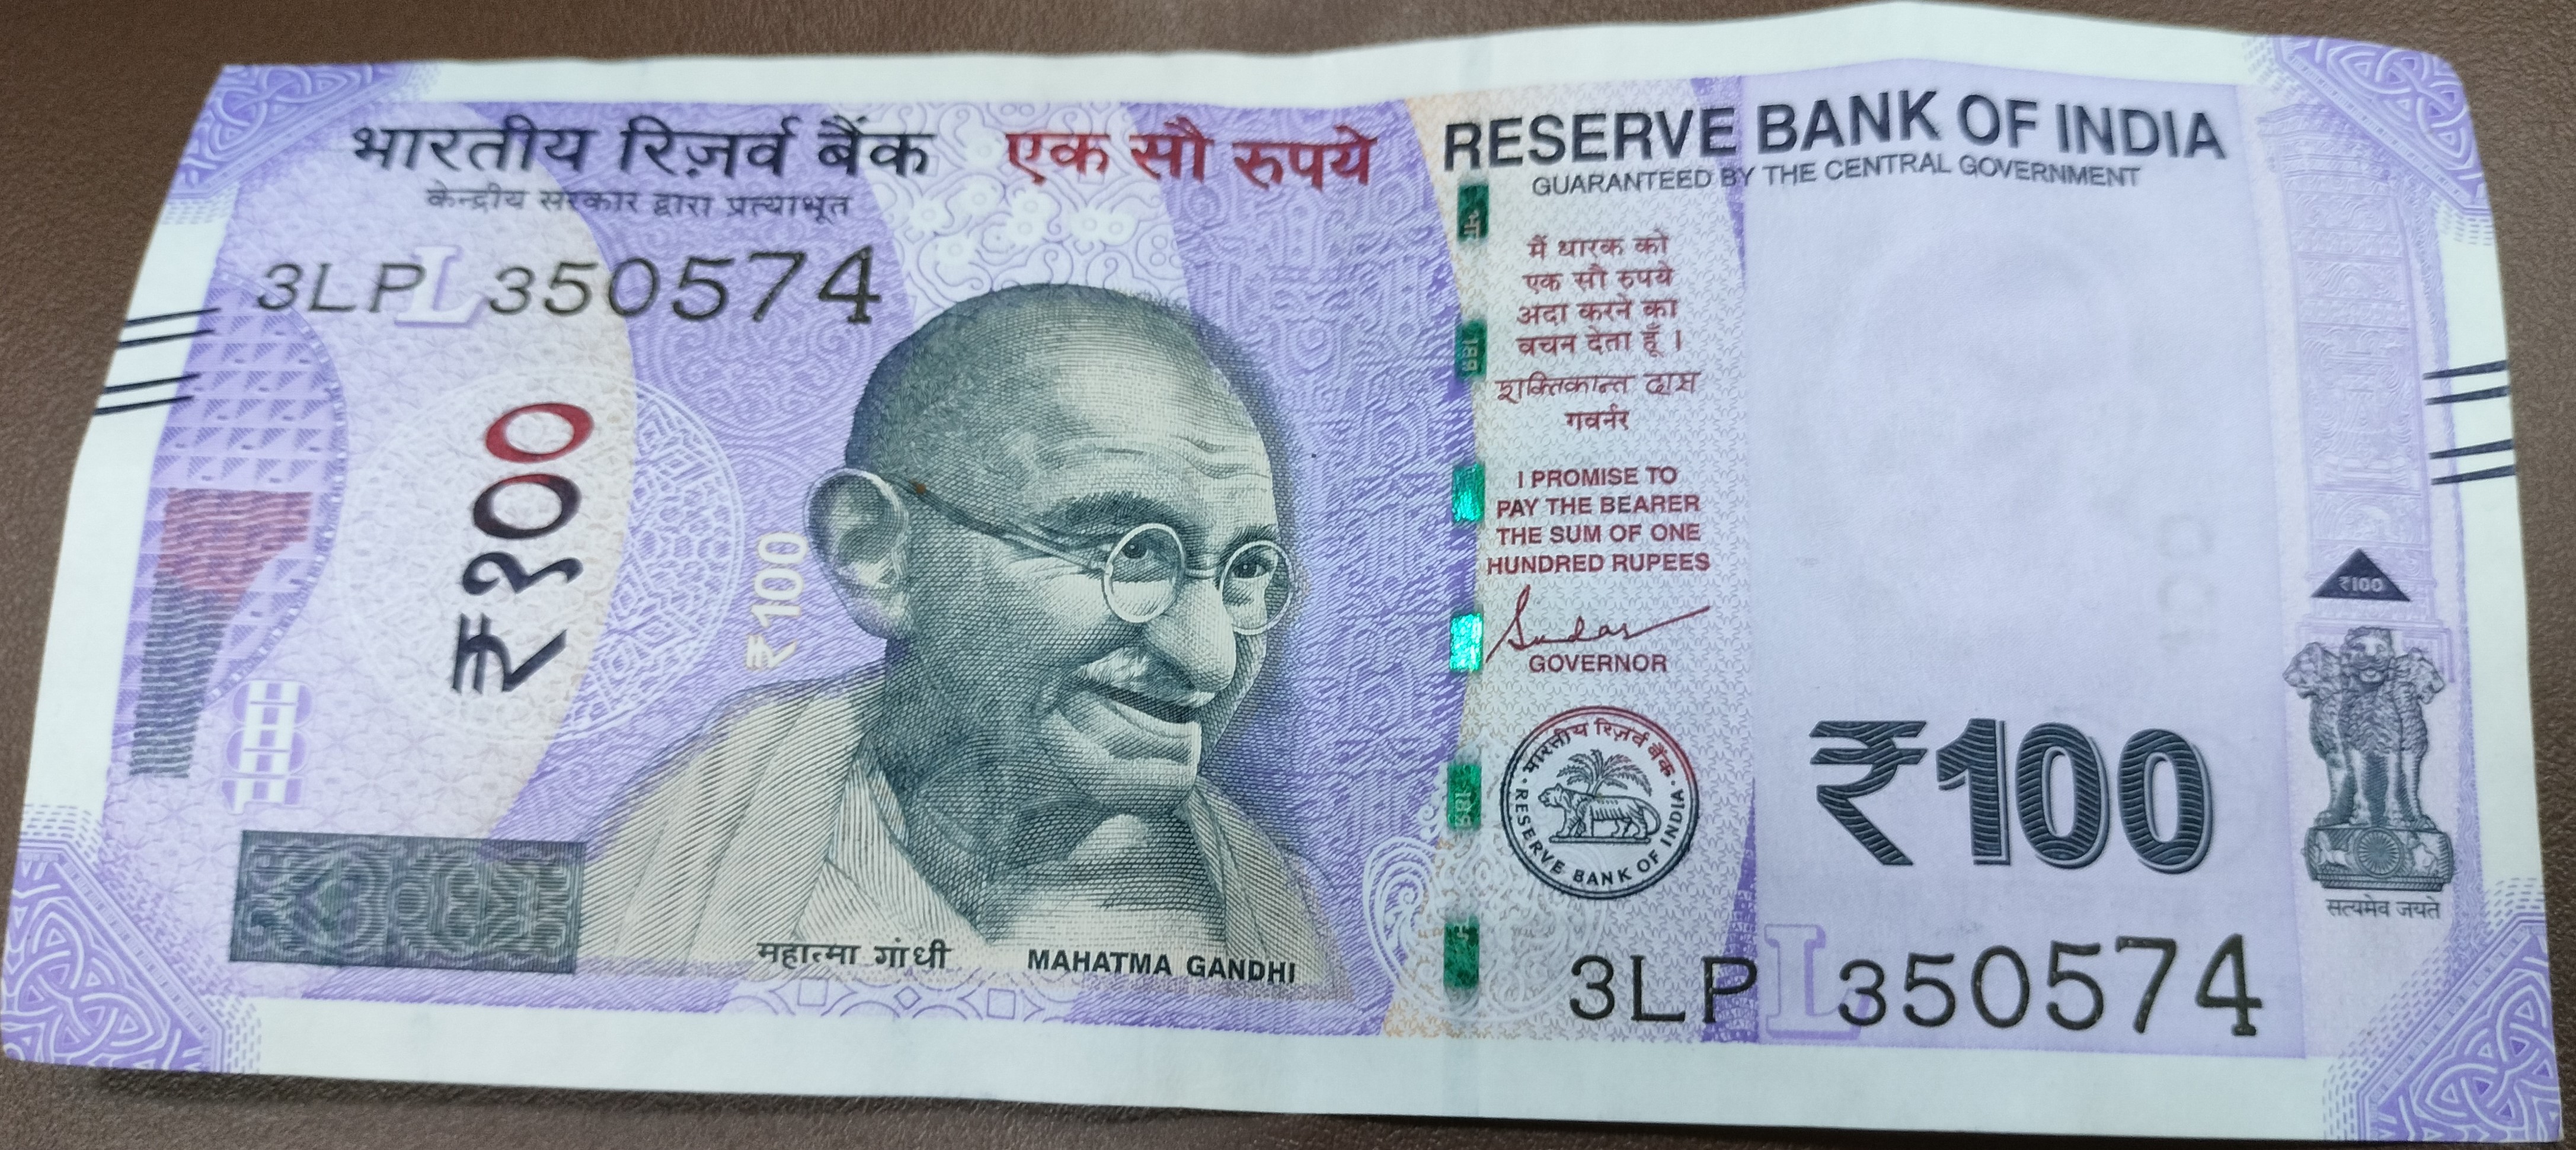 भारतीय रिज़र्व बैंक
केन्द्रीय सरकार द्वारा प्रत्याभूत
एक सौ रुपये
RESERVE BANK OF INDIA
GUARANTEED BY THE CENTRAL GOVERNMENT
3LP L 350574
₹१००
₹100
महात्मा गांधी
MAHATMA GANDHI
मैं धारक को
एक सौ रुपये
अदा करने का
वचन देता हूँ ।
शक्तिकान्त दास
गवर्नर
I PROMISE TO
PAY THE BEARER
THE SUM OF ONE
HUNDRED RUPEES
GOVERNOR
भारतीय रिज़र्व बैंक
RESERVE BANK OF INDIA
₹100
₹100
सत्यमेव जयते
3LP L 350574